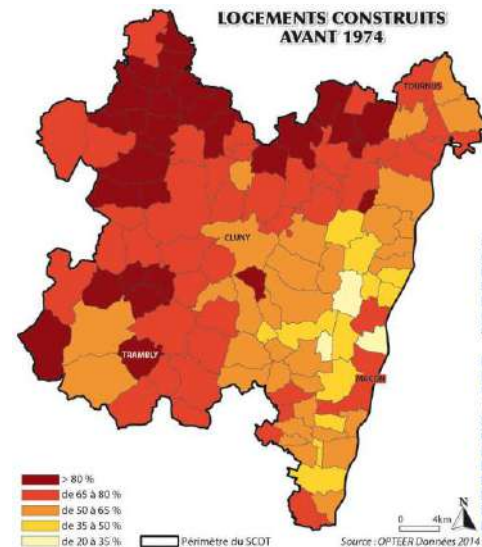 LOGEMENTS CONSTRUITS
AVANT 1974
TOURNUS
CLUNY
TRAMBLY
MACON
> 80 %
de 65 à 80 %
de 50 à 65 %
de 35 à 50 %
de 20 à 35 %
Périmètre du SCOT
0 4km
N
Source : OPTEER Données 2014